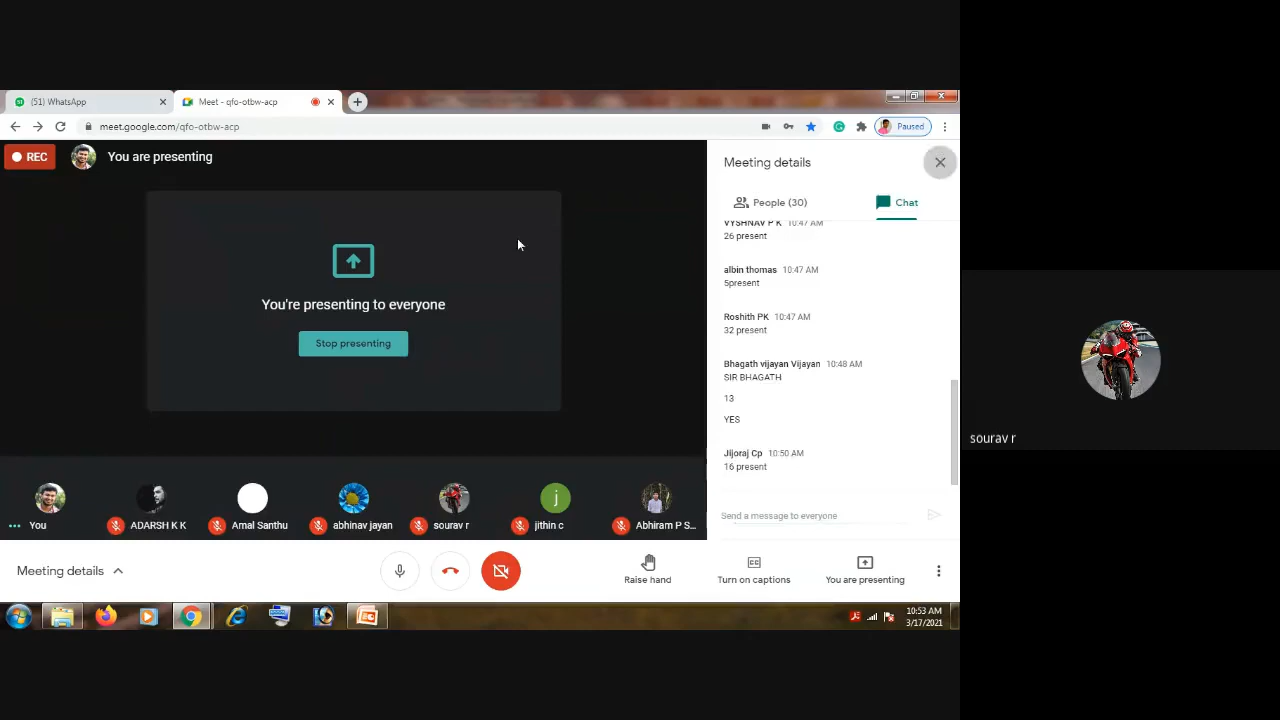 (51) WhatsApp
Meet - qfo-otbw-acp
meet.google.com/qfo-otbw-acp
Paused
REC
You are presenting
Meeting details
People (30)
Chat
VYSHNAV P K 10:47 AM
26 present
albin thomas 10:47 AM
5present
Roshith PK 10:47 AM
32 present
Bhagath vijayan Vijayan 10:48 AM
SIR BHAGATH
13
YES
Jijoraj Cp 10:50 AM
16 present
Send a message to everyone
You're presenting to everyone
Stop presenting
You
ADARSH K K
Amal Santhu
abhinav jayan
sourav r
j
jithin c
Abhiram P S...
Meeting details
Raise hand
Turn on captions
You are presenting
10:53 AM
3/17/2021
sourav r